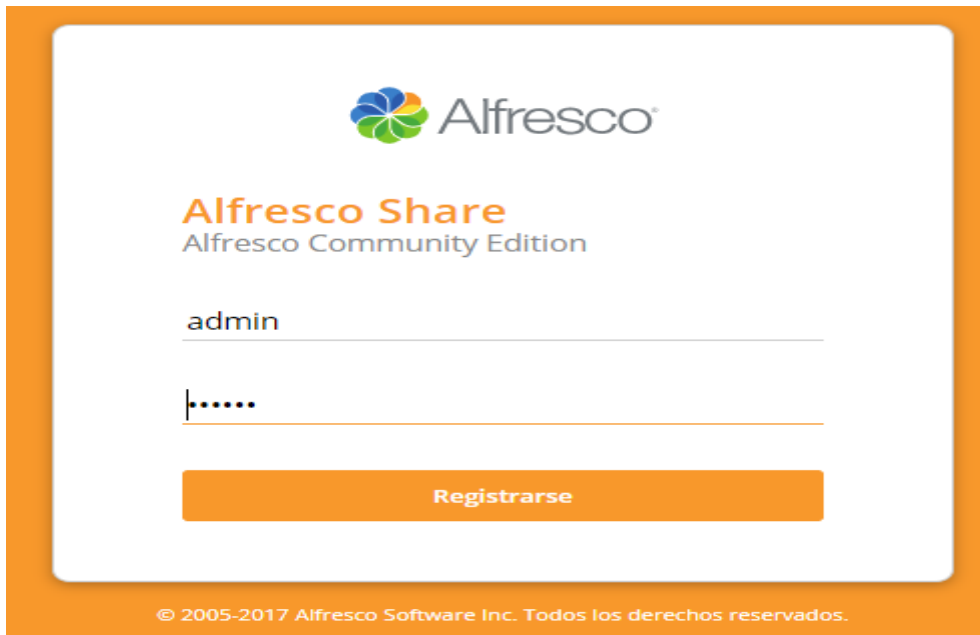 Alfresco
Alfresco Share
Alfresco Community Edition
admin
••••••
Registrarse
© 2005-2017 Alfresco Software Inc. Todos los derechos reservados.